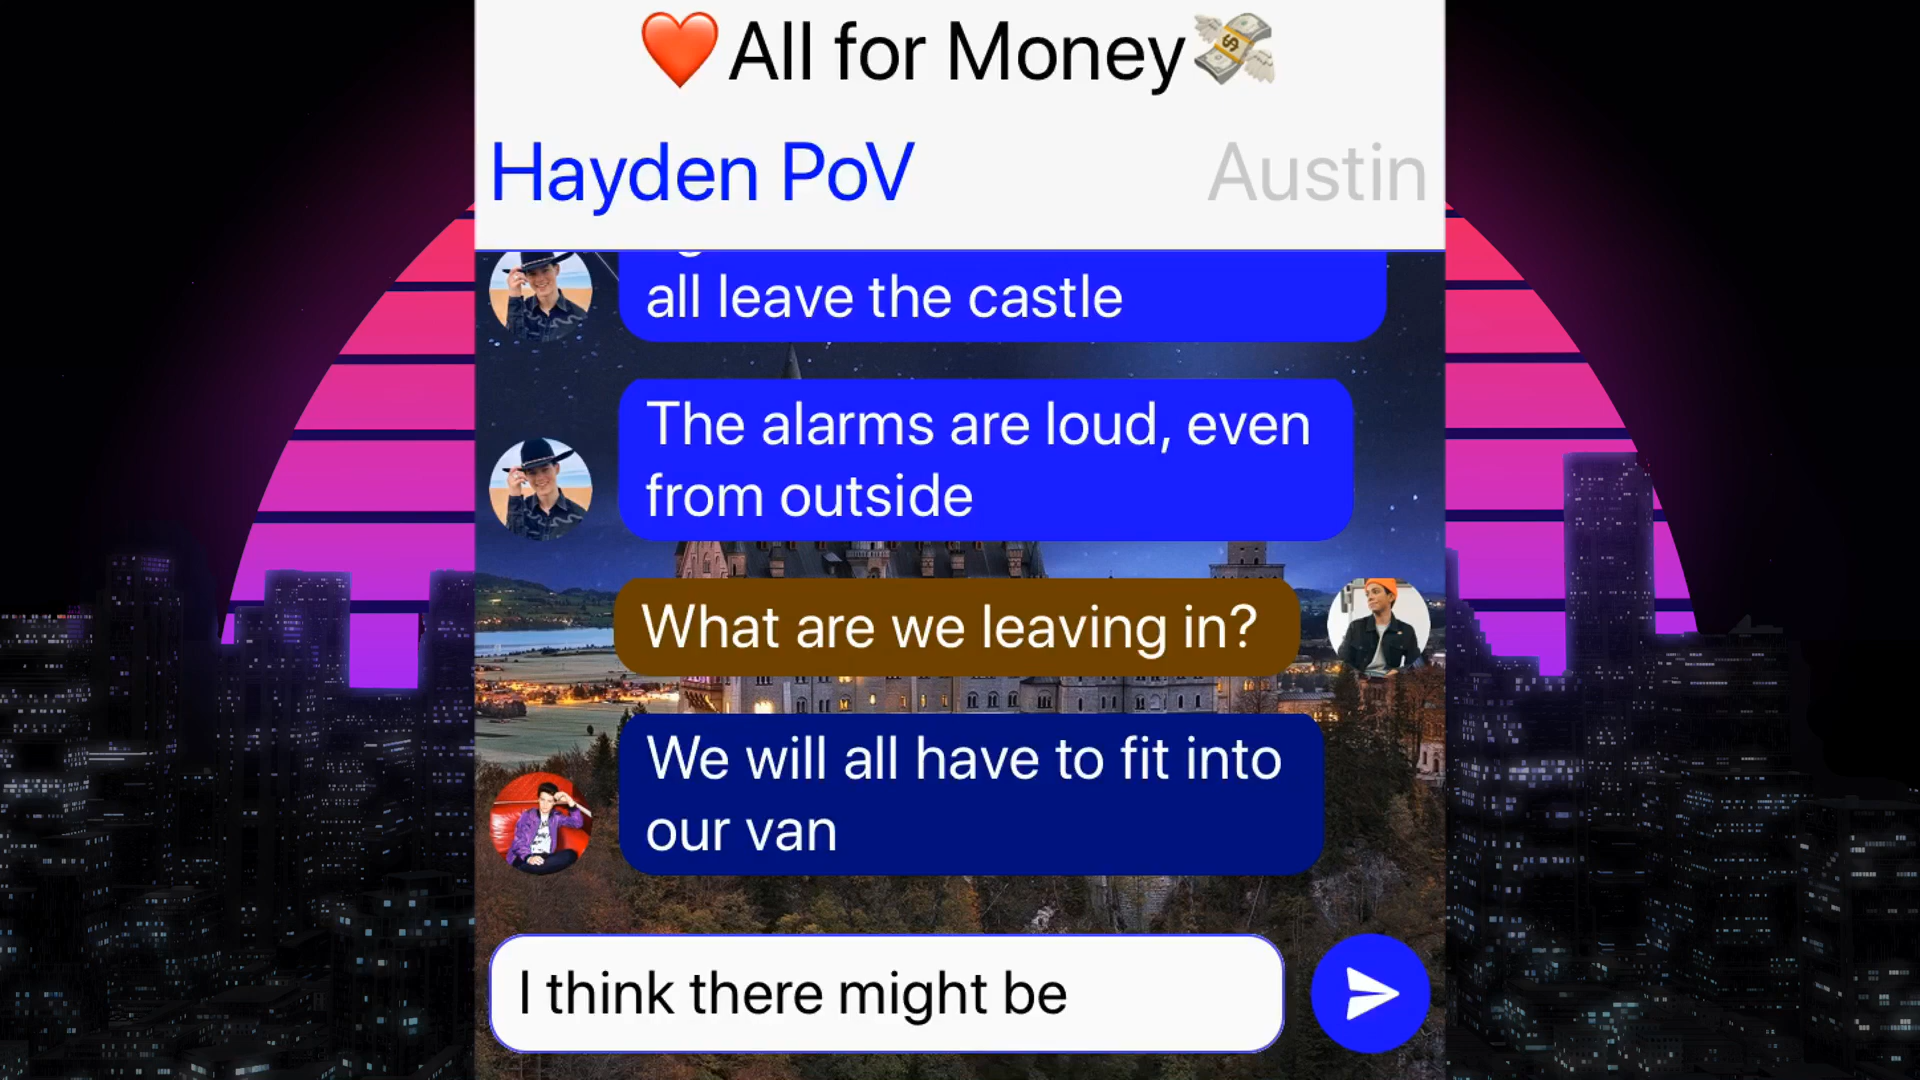 ❤️All for Money💸
Hayden PoV
Austin
all leave the castle
The alarms are loud, even
from outside
What are we leaving in?
We will all have to fit into
our van
I think there might be